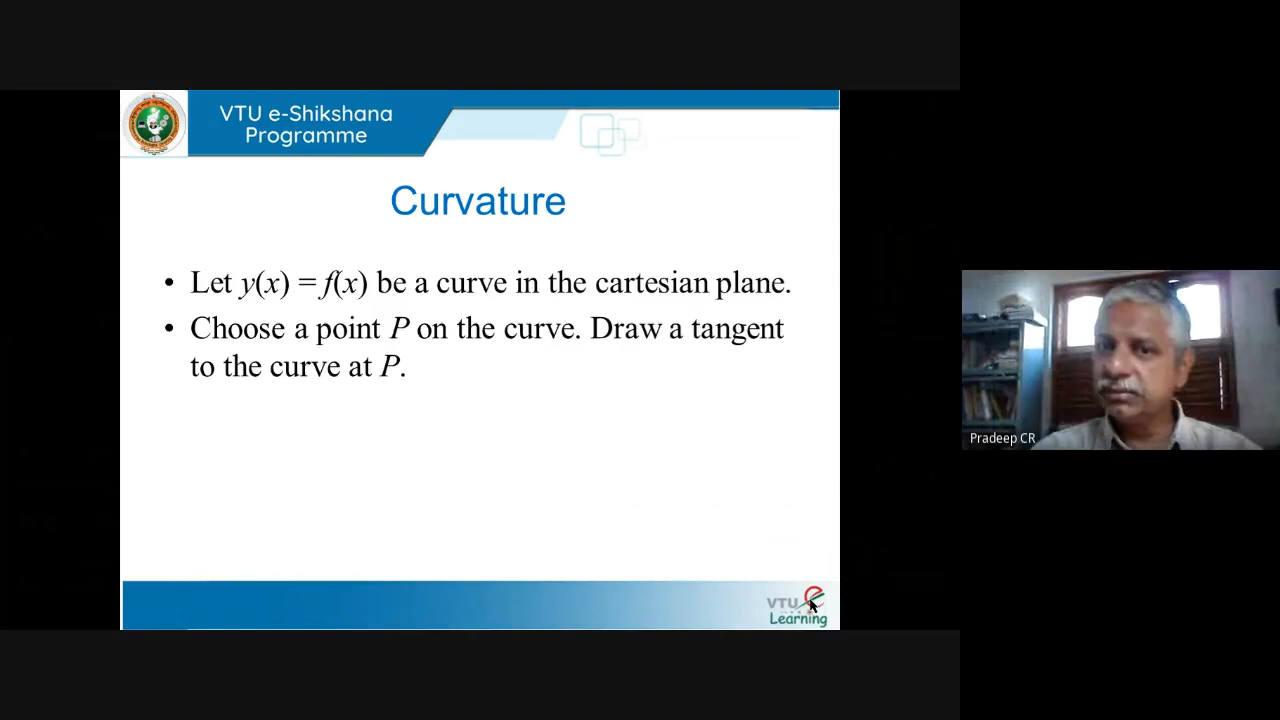 VTU e-Shikshana
Programme
Curvature
• Let y(x) = f(x) be a curve in the cartesian plane.
• Choose a point P on the curve. Draw a tangent
to the curve at P.
Pradeep CR
VTU
Learning